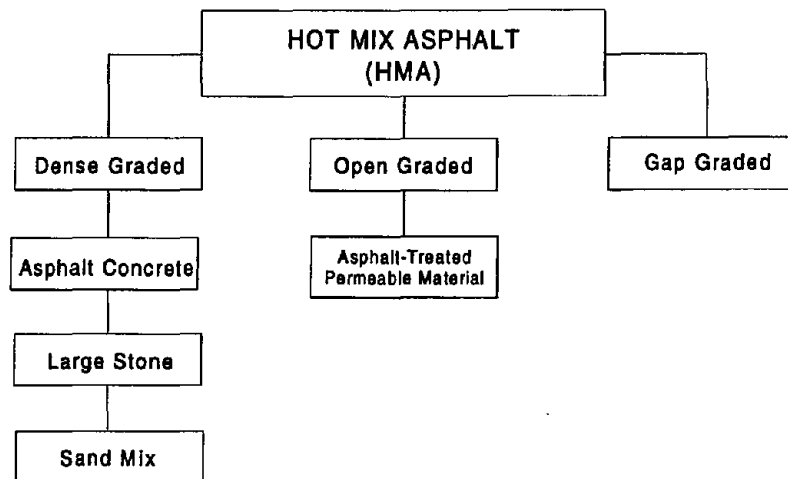 HOT MIX ASPHALT
(HMA)
Dense Graded
Open Graded
Gap Graded
Asphalt Concrete
Asphalt-Treated
Permeable Material
Large Stone
Sand Mix